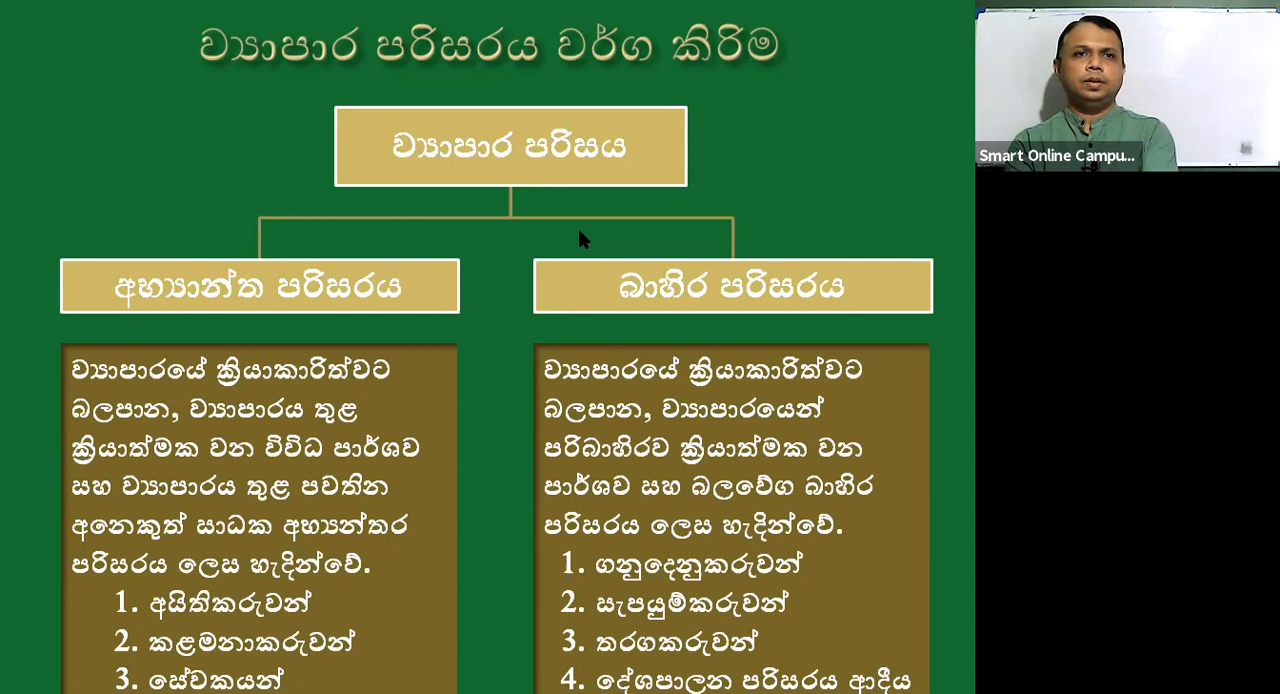 ව්‍යාපාර පරිසරය වර්ග කිරිම
ව්‍යාපාර පරිසය
අභ්‍යාන්ත පරිසරය
ව්‍යාපාරයේ ක්‍රියාකාරිත්වට
බලපාන, ව්‍යාපාරය තුළ
ක්‍රියාත්මක වන විවිධ පාර්ශව
සහ ව්‍යාපාරය තුළ පවතින
අනෙකුත් සාධක අභ්‍යන්තර
පරිසරය ලෙස හැදින්වේ.
1. අයිතිකරුවන්
2. කළමනාකරුවන්
3. සේවකයන්
බාහිර පරිසරය
ව්‍යාපාරයේ ක්‍රියාකාරිත්වට
බලපාන, ව්‍යාපාරයෙන්
පරිබාහිරව ක්‍රියාත්මක වන
පාර්ශව සහ බලවේග බාහිර
පරිසරය ලෙස හැදින්වේ.
1. ගනුදෙනුකරුවන්
2. සැපයුම්කරුවන්
3. තරගකරුවන්
4. දේශපාලන පරිසරය ආදීය
Smart Online Campu...